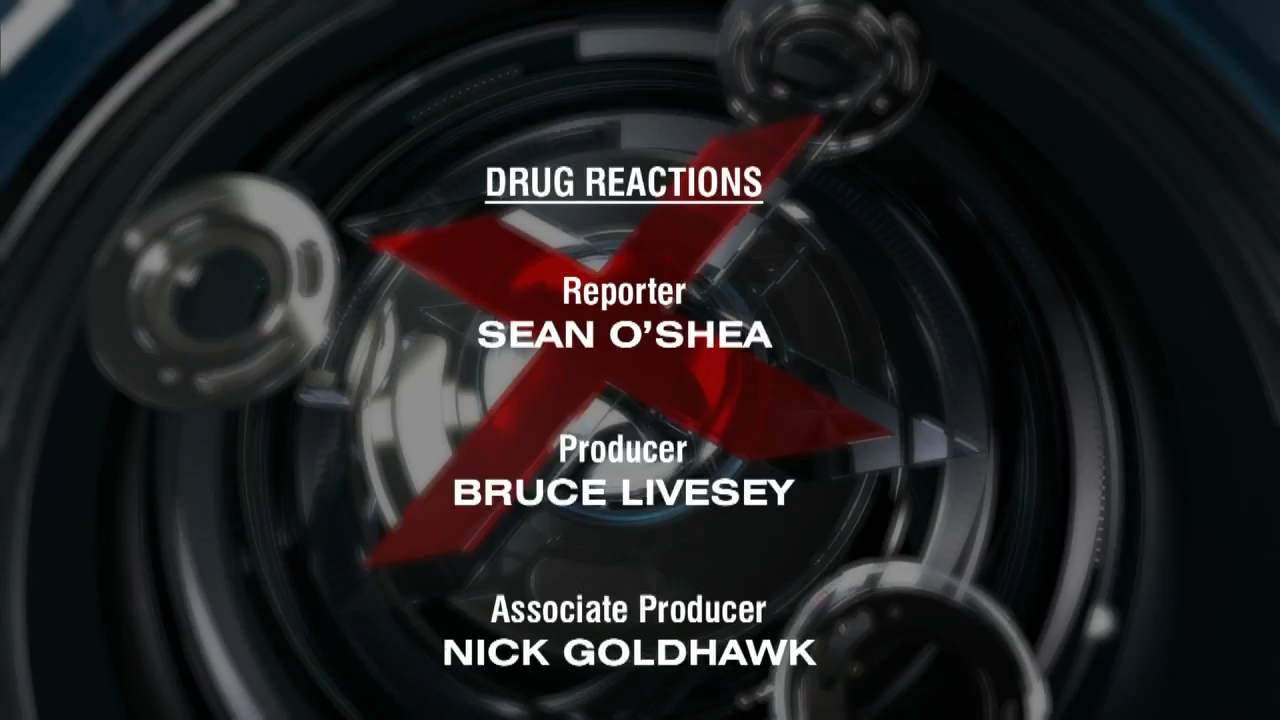 DRUG REACTIONS
Reporter
SEAN O'SHEA
Producer
BRUCE LIVESEY
Associate Producer
NICK GOLDHAWK